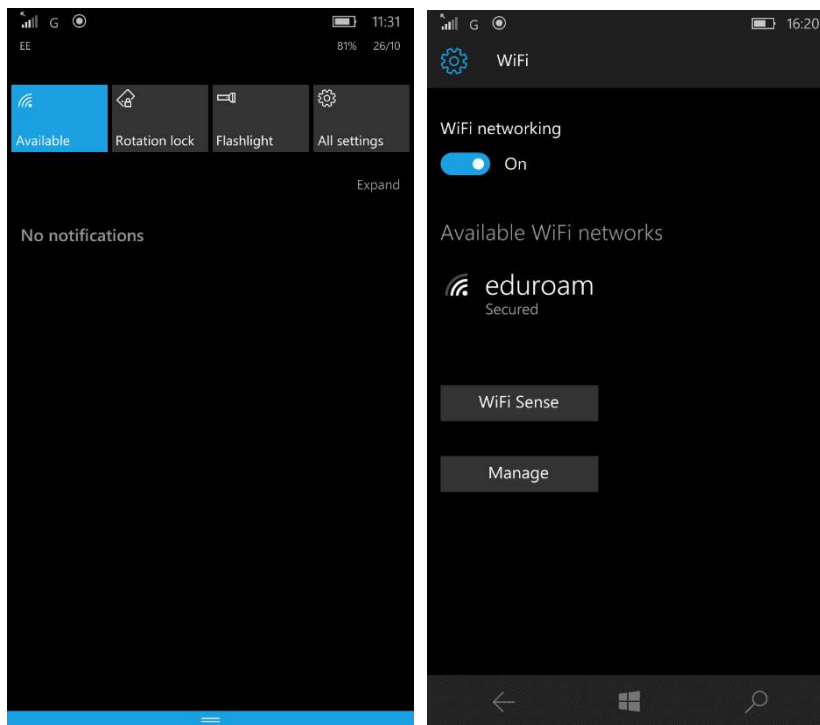 G 11:31
EE 81% 26/10
Available Rotation lock Flashlight All settings
Expand
No notifications
G 16:20
WiFi
WiFi networking
On
Available WiFi networks
eduroam
Secured
WiFi Sense
Manage